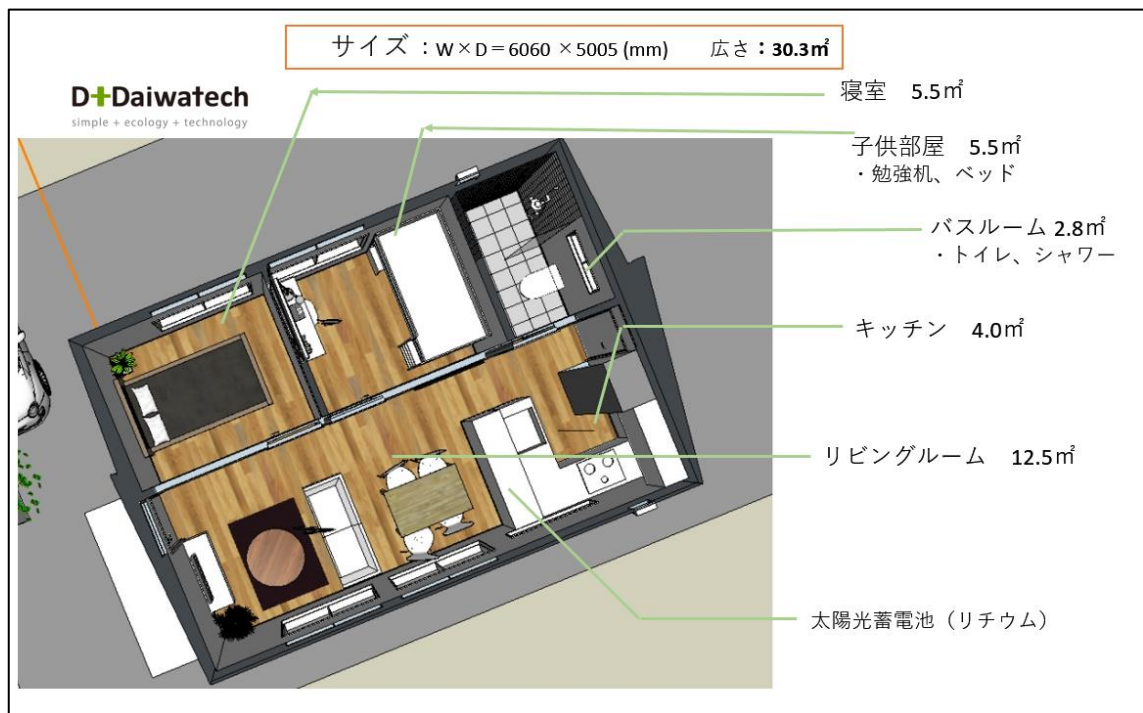 サイズ：W×D＝6060 ×5005 (mm)　広さ：30.3㎡
D+Daiwatech
simple + ecology + technology
寝室　5.5㎡
子供部屋　5.5㎡
・勉強机、ベッド
バスルーム 2.8㎡
・トイレ、シャワー
キッチン　4.0㎡
リビングルーム　12.5㎡
太陽光蓄電池（リチウム）